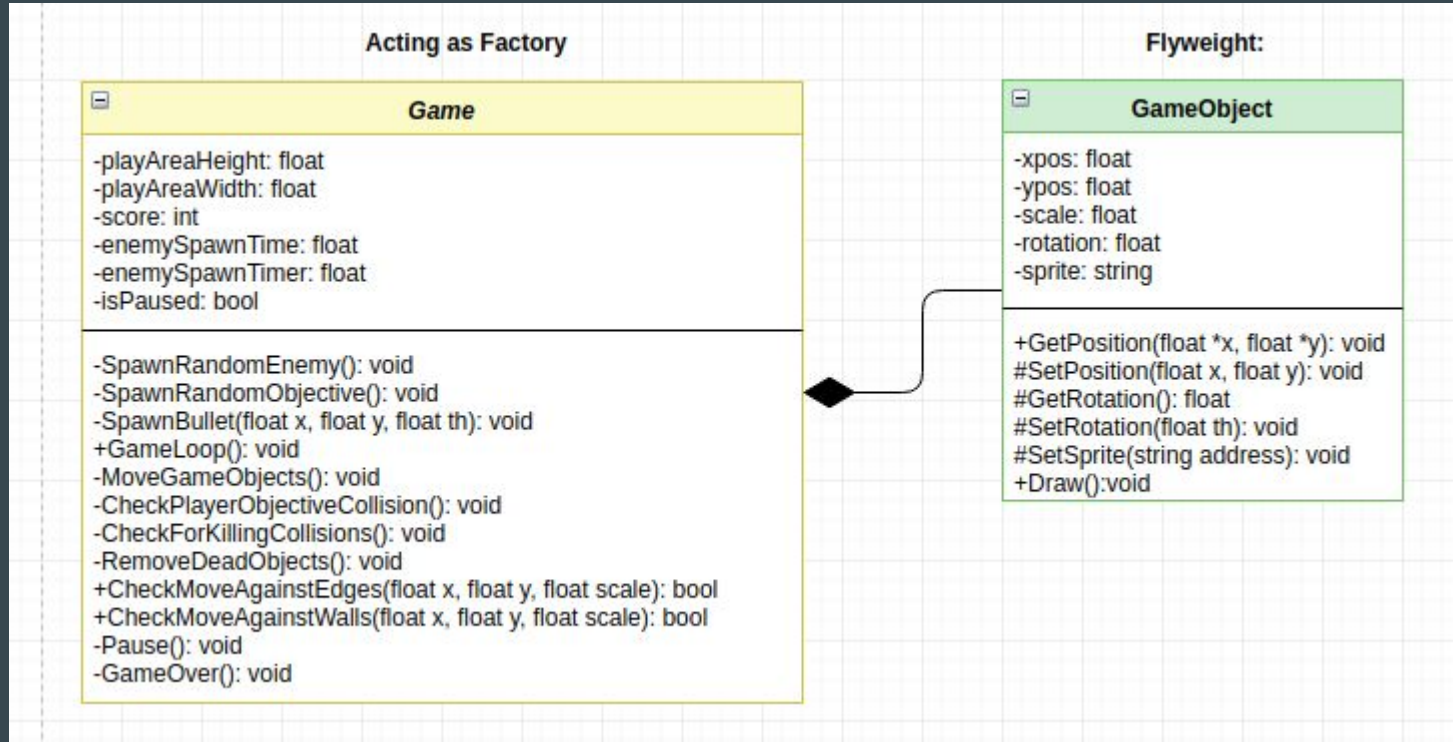 Acting as Factory
Game
-playAreaHeight: float
-playAreaWidth: float
-score: int
-enemySpawnTime: float
-enemySpawnTimer: float
-isPaused: bool
-SpawnRandomEnemy(): void
-SpawnRandomObjective(): void
-SpawnBullet(float x, float y, float th): void
+GameLoop(): void
-MoveGameObjects(): void
-CheckPlayerObjectiveCollision(): void
-CheckForKillingCollisions(): void
-RemoveDeadObjects(): void
+CheckMoveAgainstEdges(float x, float y, float scale): bool
+CheckMoveAgainstWalls(float x, float y, float scale): bool
-Pause(): void
-GameOver(): void
Flyweight:
GameObject
-xpos: float
-ypos: float
-scale: float
-rotation: float
-sprite: string
+GetPosition(float *x, float *y): void
#SetPosition(float x, float y): void
#GetRotation(): float
#SetRotation(float th): void
#SetSprite(string address): void
+Draw():void